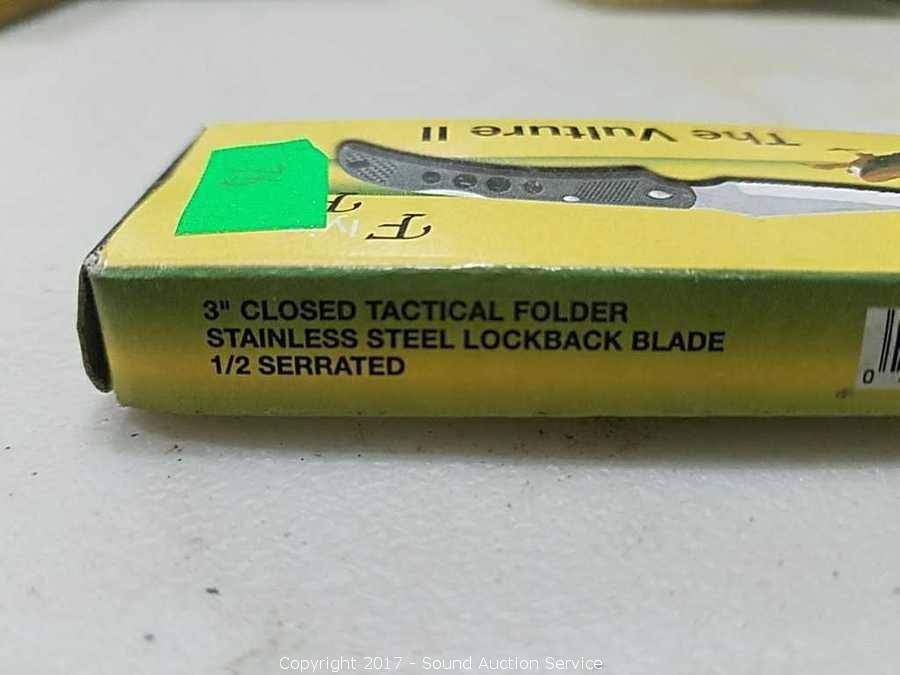 The Vulture II
F
3" CLOSED TACTICAL FOLDER
STAINLESS STEEL LOCKBACK BLADE
1/2 SERRATED
0
Copyright 2017 - Sound Auction Service